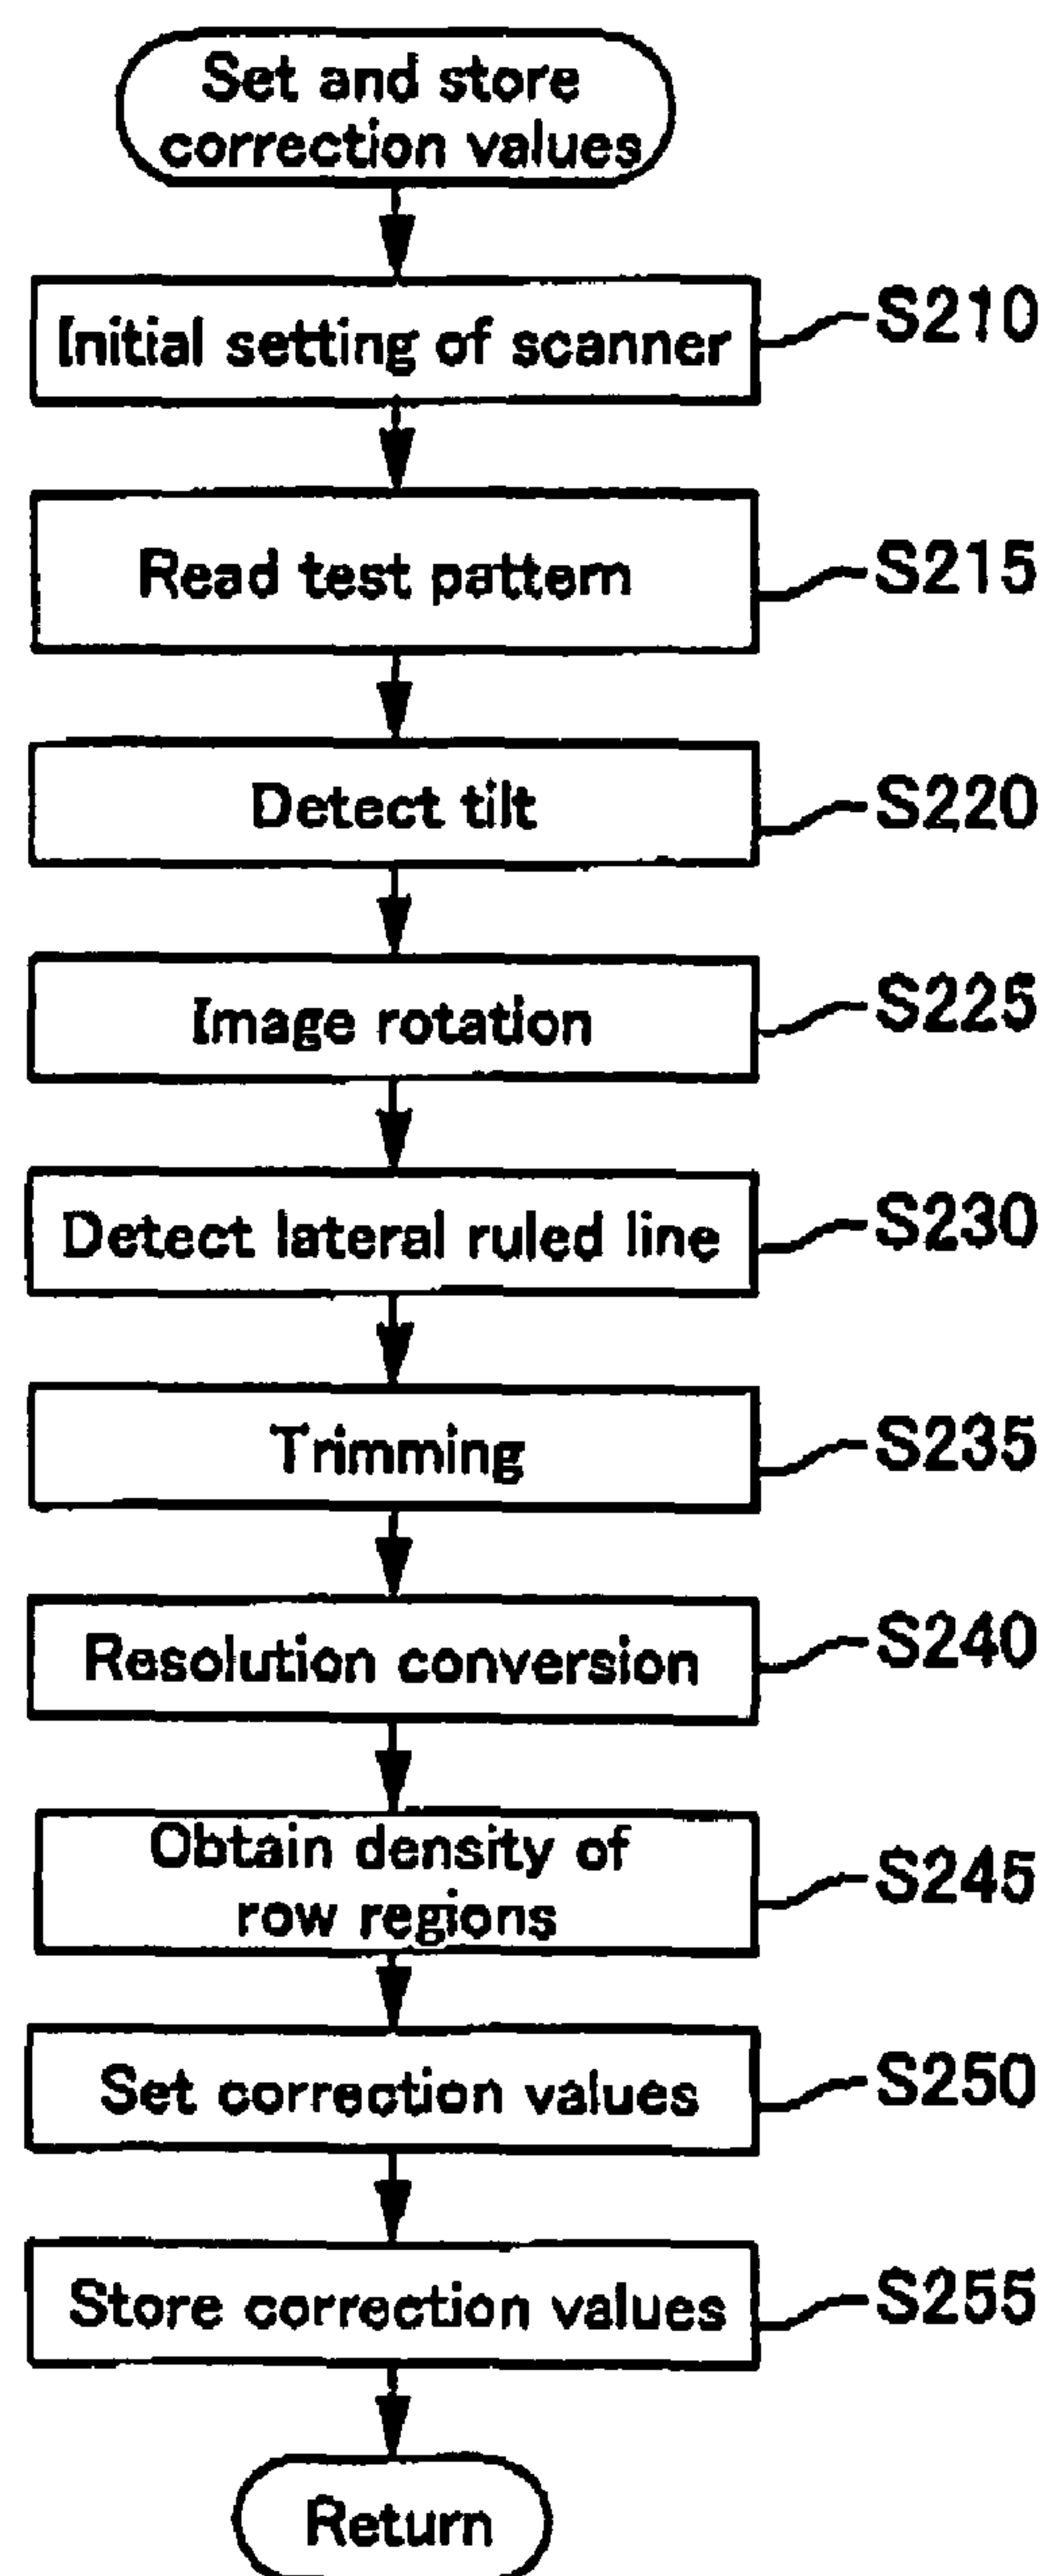 Set and store
correction values
Initial setting of scanner
S210
Read test pattern
S215
Detect tilt
S220
Image rotation
S225
Detect lateral ruled line
S230
Trimming
S235
Resolution conversion
S240
Obtain density of
row regions
S245
Set correction values
S250
Store correction values
S255
Return